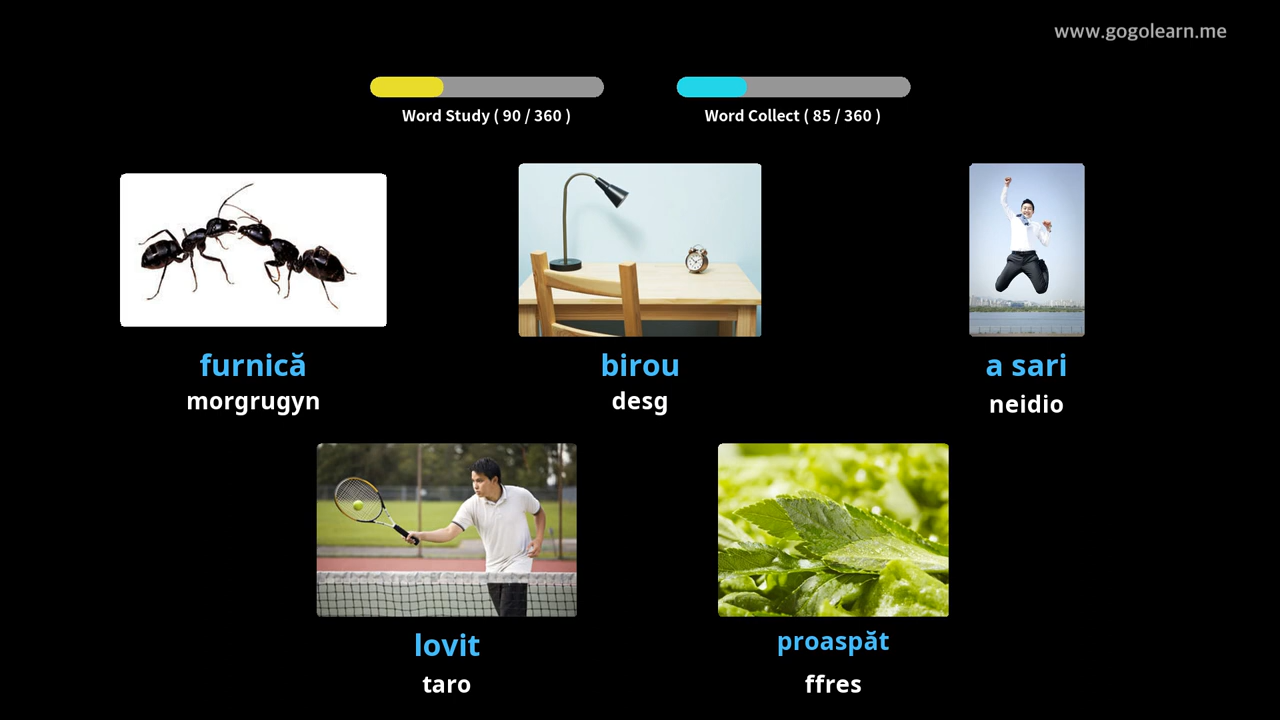 www.gogolearn.me
Word Study ( 90 / 360 )
Word Collect ( 85 / 360 )
furnică
morgrugyn
birou
desg
a sari
neidio
lovit
taro
proaspăt
ffres